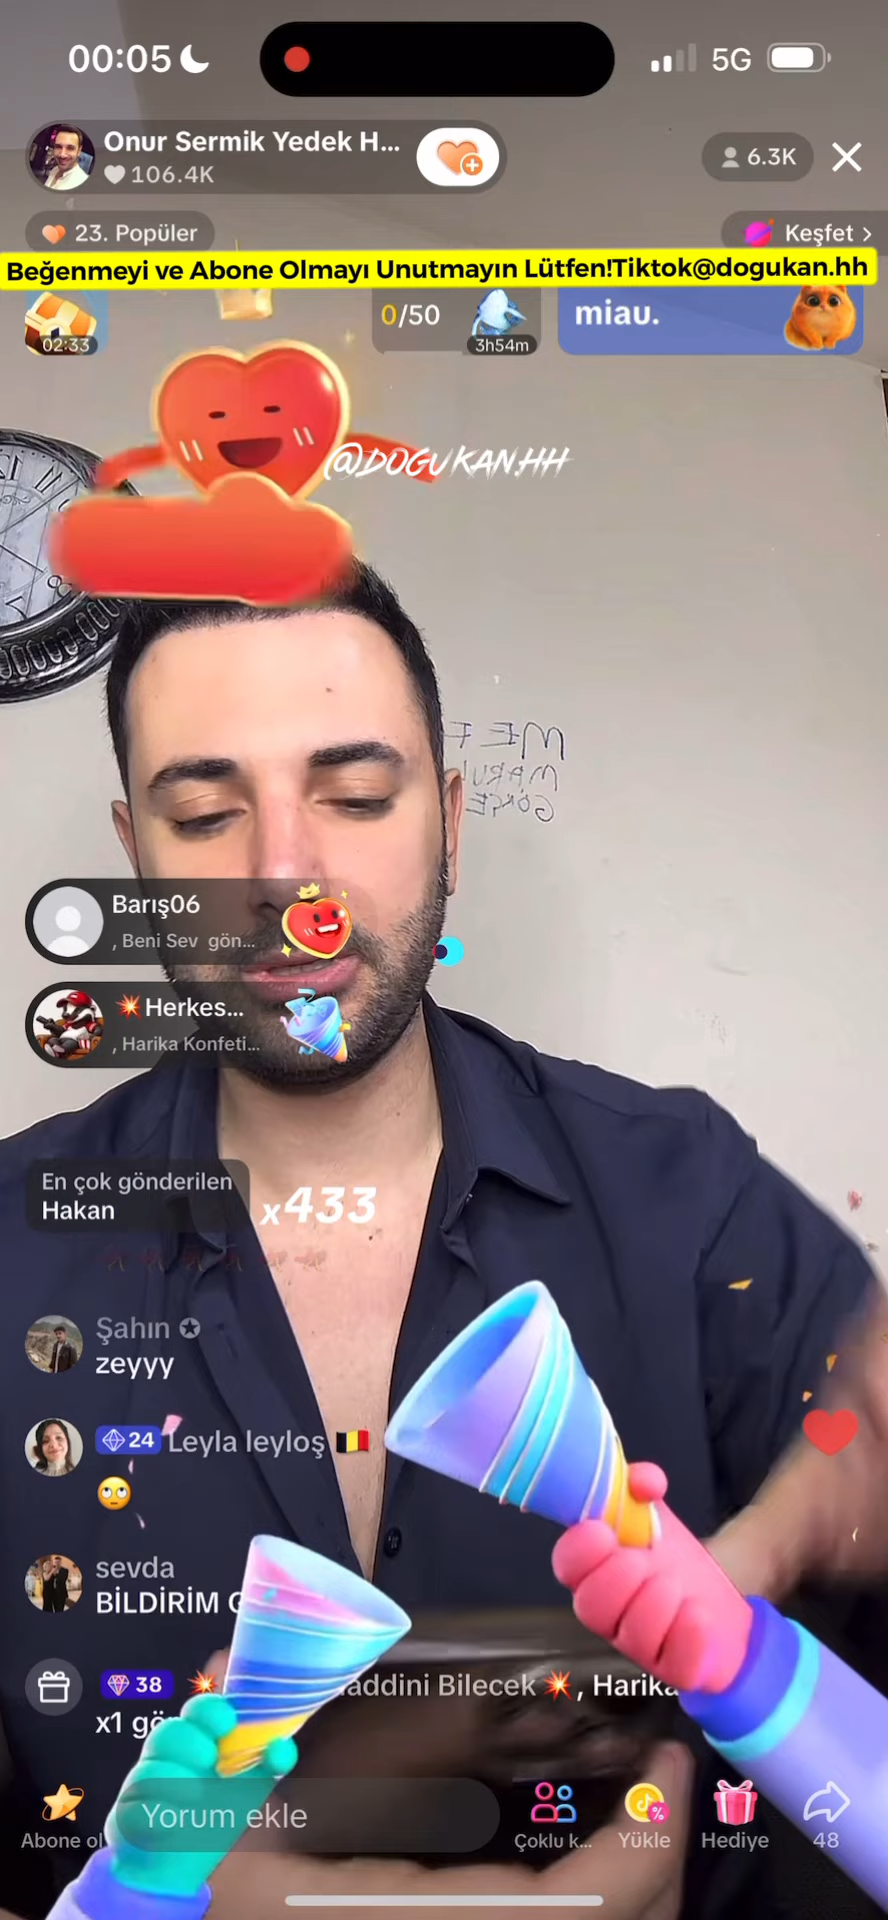 00:05
5G
Onur Sermik Yedek H...
106.4K
6.3K
23. Popüler
Keşfet >
Beğenmeyi ve Abone Olmayı Unutmayın Lütfen!Tiktok@dogukan.hh
02:33
0/50
3h54m
miau.
@DOGUKAN.HH
MEF
GÖKÇE
Barış06
, Beni Sev gön...
💥Herkes...
, Harika Konfeti...
En çok gönderilen
Hakan
x433
Şahın
zeyyy
24 Leyla leyloş 🇧🇪
🙄
sevda
BİLDİRİM
38 💥 addini Bilecek 💥, Harika
x1 gö
Abone ol
Yorum ekle
Çoklu k...
Yükle
Hediye
48